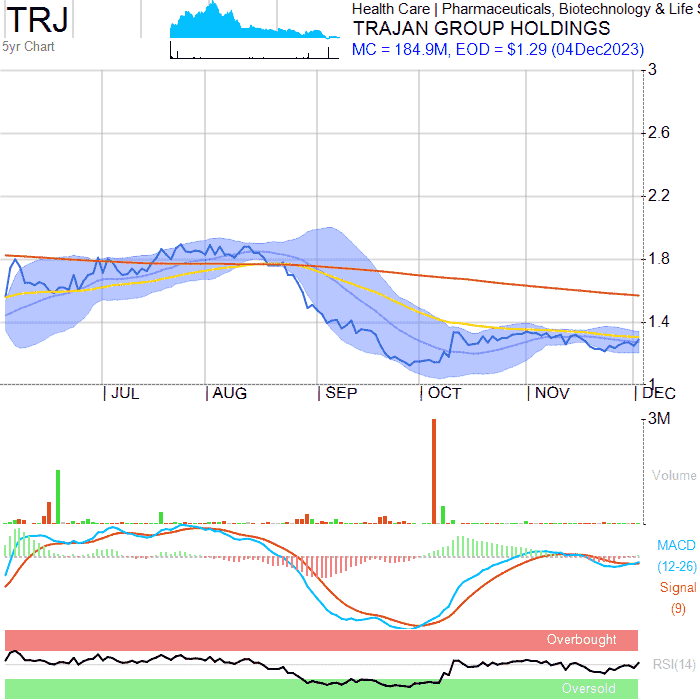 TRJ
5yr Chart
Health Care | Pharmaceuticals, Biotechnology & Life S
TRAJAN GROUP HOLDINGS
MC = 184.9M, EOD = $1.29 (04Dec2023)
3
2.6
2.2
1.8
1.4
1
JUL
AUG
SEP
OCT
NOV
DEC
3M
Volume
MACD
(12-26)
Signal
(9)
Overbought
RSI(14)
Oversold